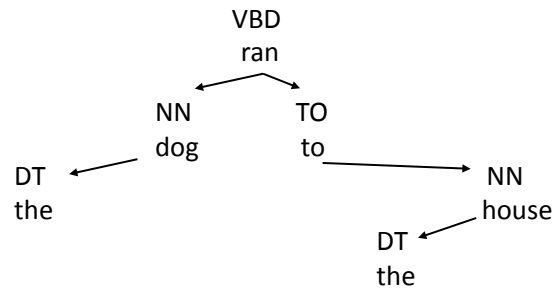 VBD
ran
NN TO
dog to
DT NN
the house
DT
the